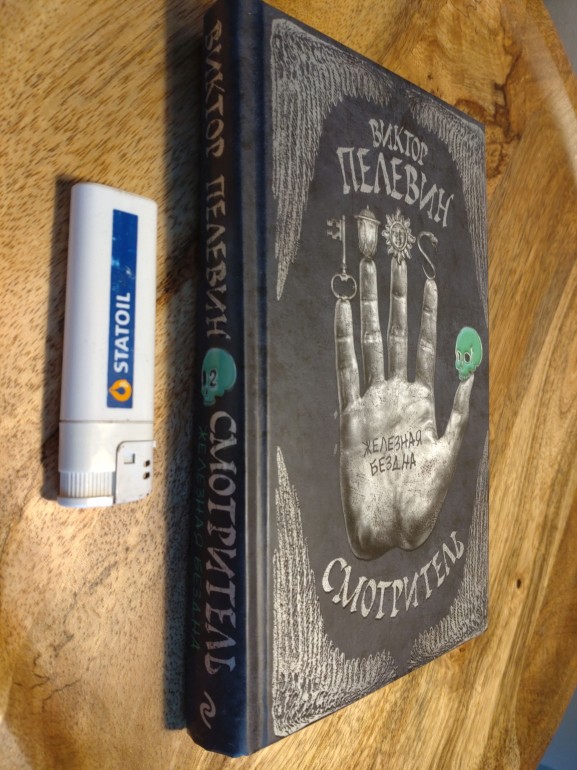 STATOIL
ВИКТОР ПЕЛЕВИН 2 СМОТРИТЕЛЬ
ЖЕЛЕЗНАЯ БЕЗДНА
ВИКТОР
ПЕЛЕВИН
ЖЕЛЕЗНАЯ
БЕЗДНА
СМОТРИТЕЛЬ